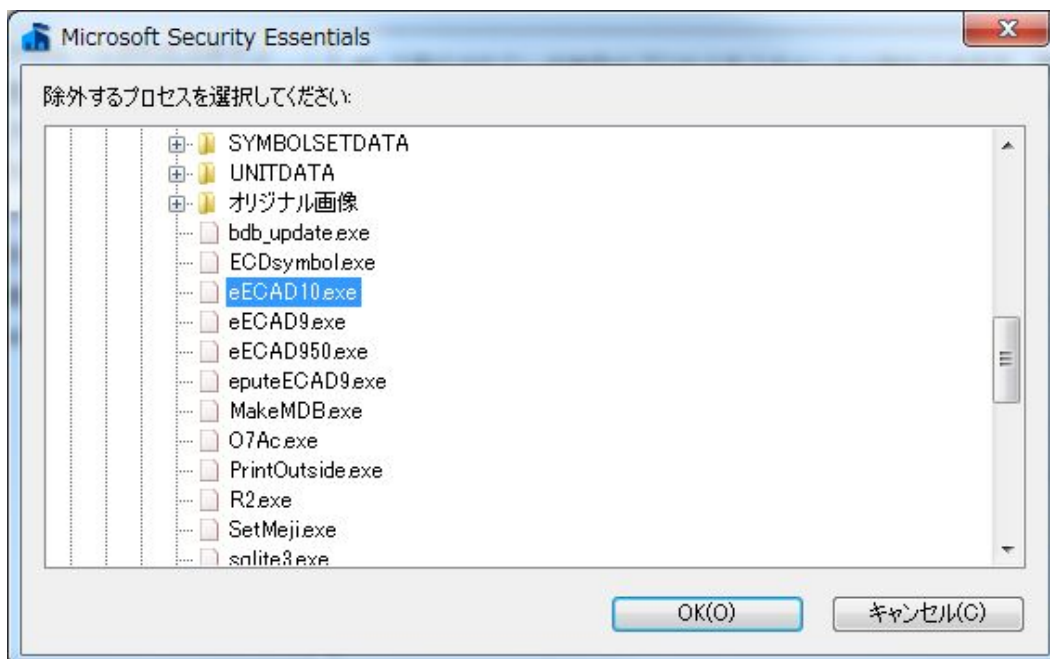 Microsoft Security Essentials
除外するプロセスを選択してください:
SYMBOLSETDATA
UNITDATA
オリジナル画像
bdb_update.exe
ECDsymbol.exe
eECAD10.exe
eECAD9.exe
eECAD950.exe
eputeECAD9.exe
MakeMDB.exe
O7Ac.exe
PrintOutside.exe
R2.exe
SetMeji.exe
sqlite3.exe
OK(O) キャンセル(C)